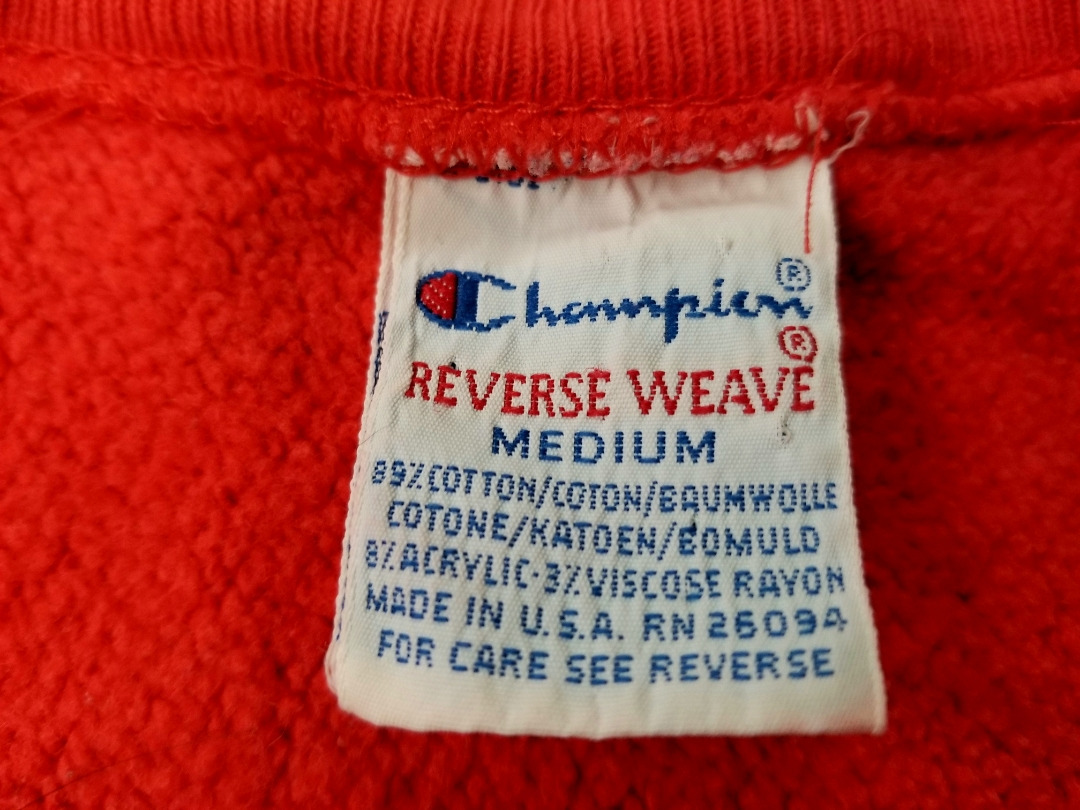 Champion®
REVERSE WEAVE®
MEDIUM
89% COTTON/COTON/BAUMWOLLE
COTONE/KATOEN/BOMULD
8% ACRYLIC·3% VISCOSE RAYON
MADE IN U.S.A. RN 26094
FOR CARE SEE REVERSE